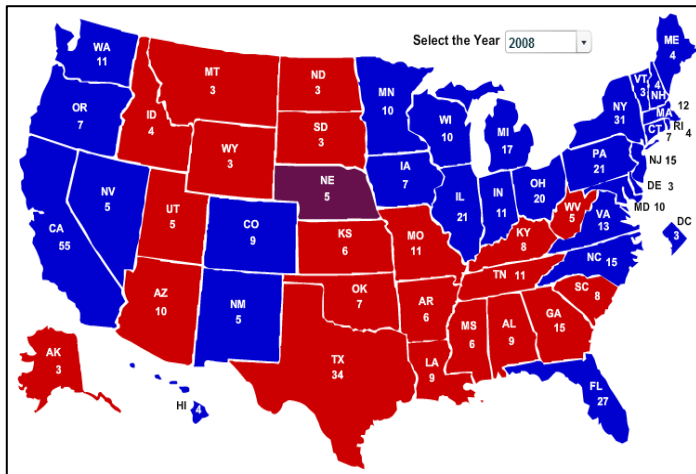 Select the Year 2008
WA
11
OR
7
CA
55
NV
5
ID
4
MT
3
WY
3
UT
5
AZ
10
CO
9
NM
5
ND
3
SD
3
NE
5
KS
6
OK
7
TX
34
MN
10
IA
7
MO
11
AR
6
LA
9
WI
10
IL
21
MI
17
IN
11
OH
20
KY
8
TN 11
MS
6
AL
9
GA
15
FL
27
SC
8
NC 15
VA
13
WV
5
PA
21
NY
31
VT
3
4
NH
ME
4
MA
12
CT
7
RI 4
NJ 15
DE 3
MD 10
DC
3
AK
3
HI 4